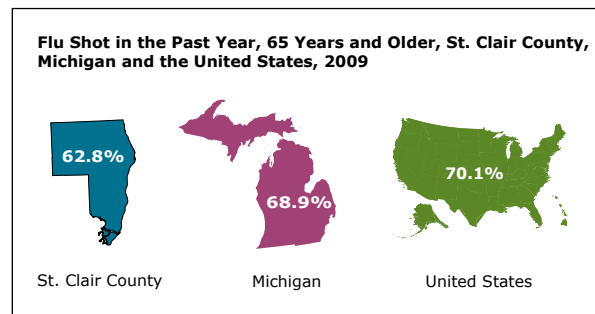 Flu Shot in the Past Year, 65 Years and Older, St. Clair County,
Michigan and the United States, 2009
62.8%
68.9%
70.1%
St. Clair County
Michigan
United States